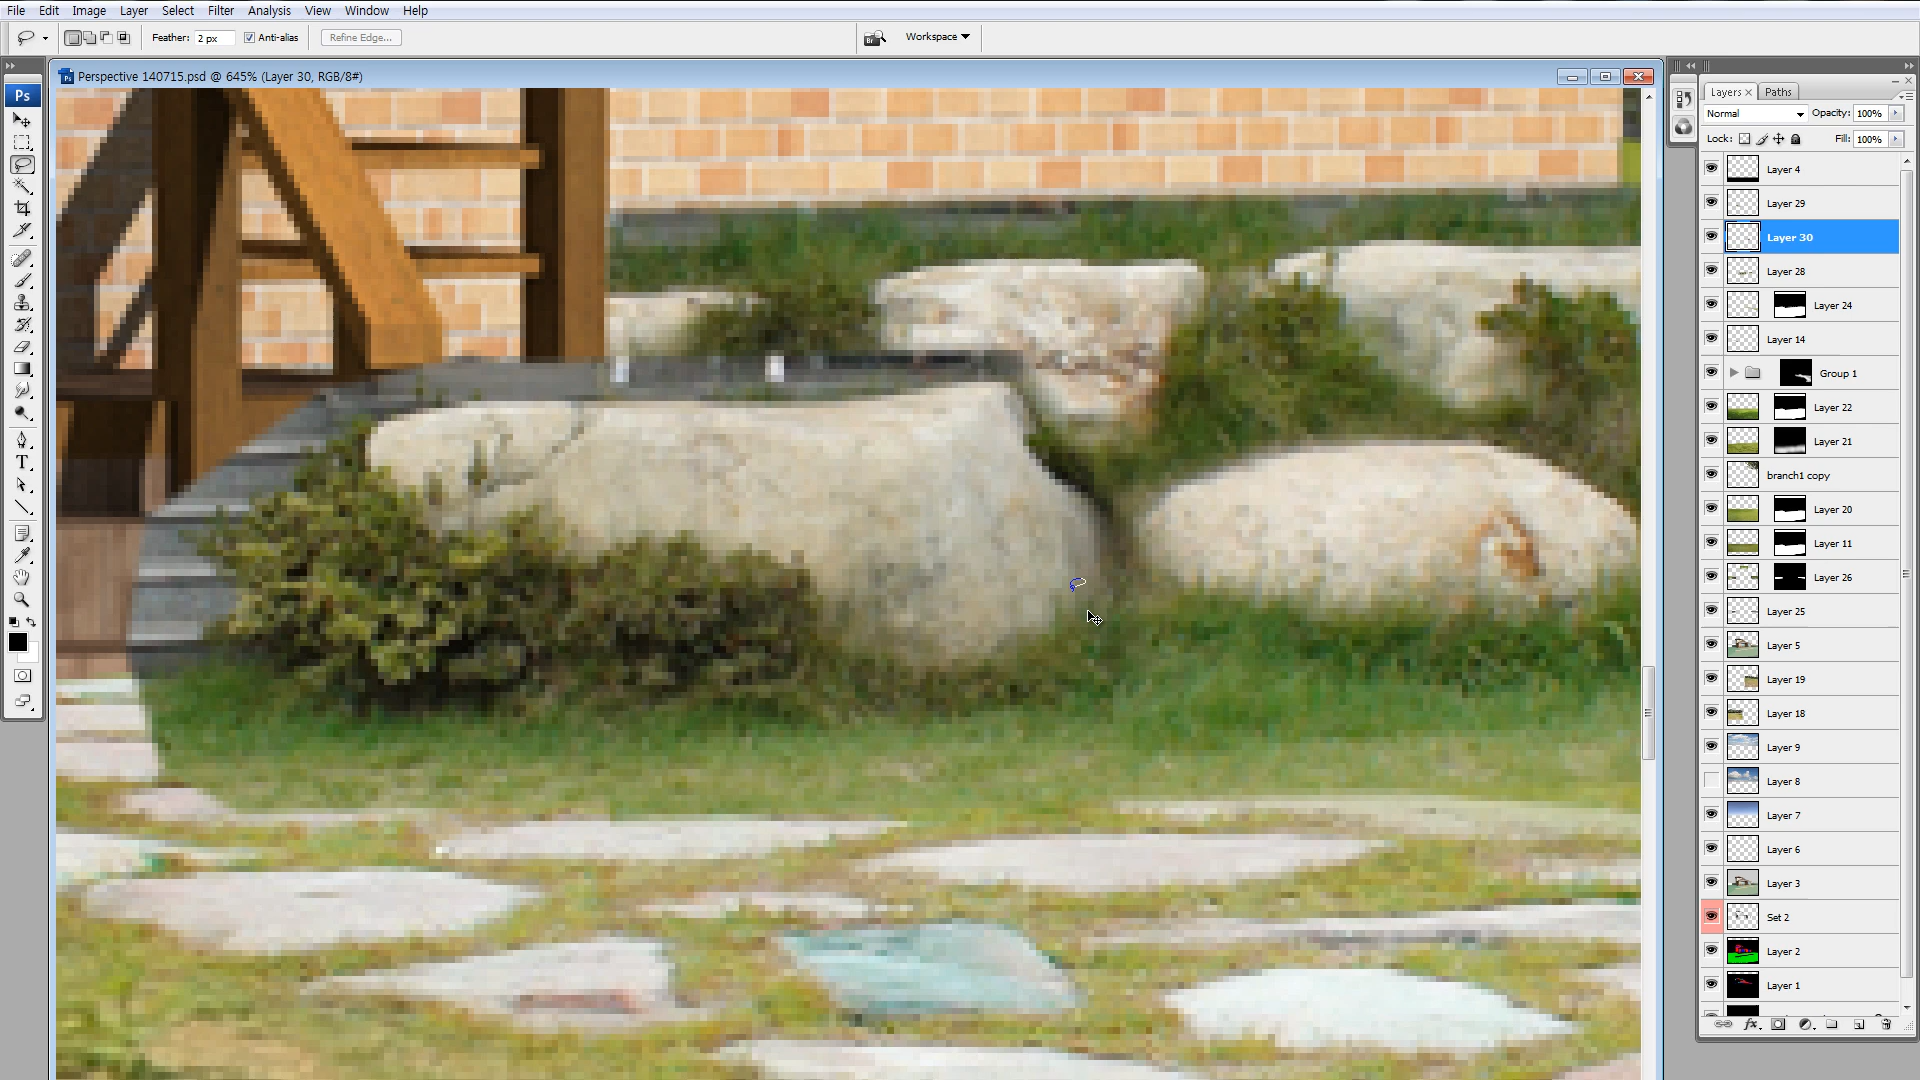 File Edit Image Layer Select Filter Analysis View Window Help
Feather: 2 px Anti-alias Refine Edge... Br Workspace
Ps Perspective 140715.psd @ 645% (Layer 30, RGB/8#)
Ps
T
Layers Paths
Normal Opacity: 100%
Lock: Fill: 100%
Layer 4
Layer 29
Layer 30
Layer 28
Layer 24
Layer 14
Group 1
Layer 22
Layer 21
branch1 copy
Layer 20
Layer 11
Layer 26
Layer 25
Layer 5
Layer 19
Layer 18
Layer 9
Layer 8
Layer 7
Layer 6
Layer 3
Set 2
Layer 2
Layer 1
fx